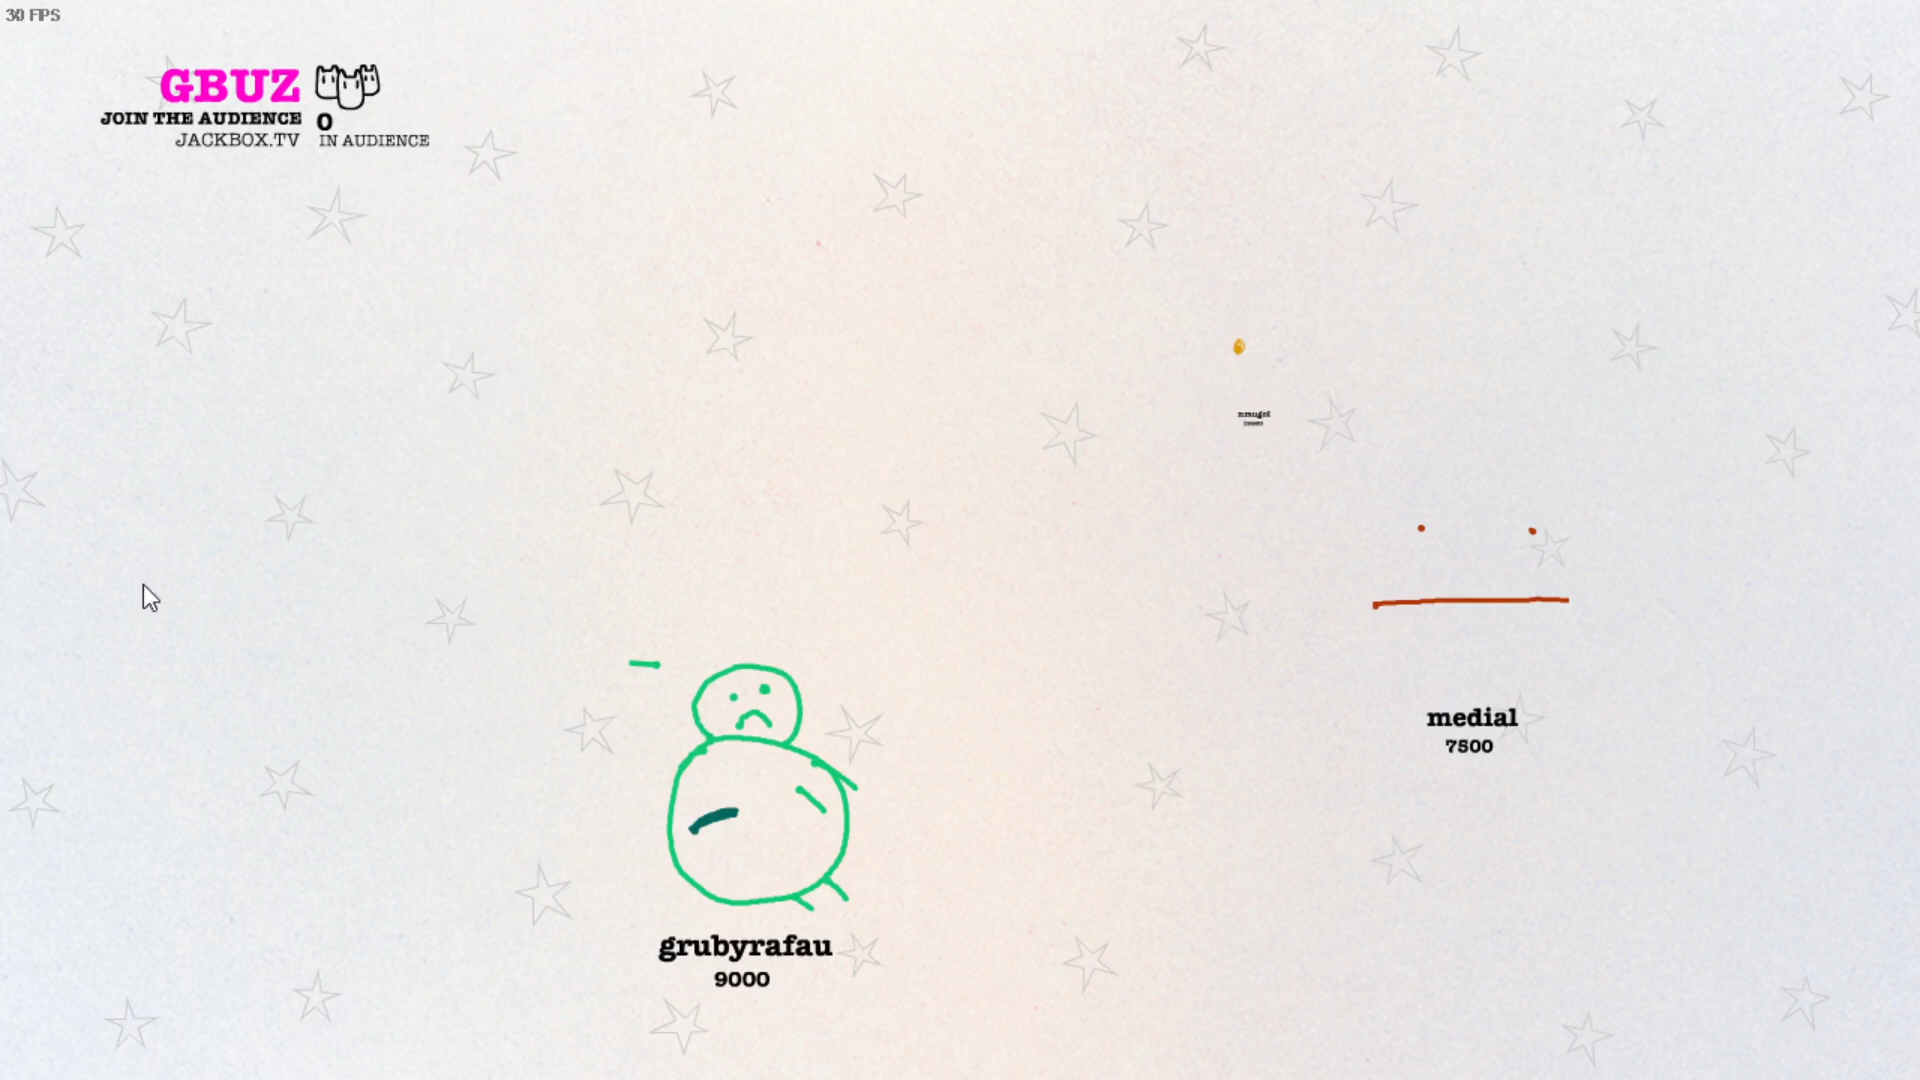 30 FPS
GBUZ
JOIN THE AUDIENCE
0
JACKBOX.TV
IN AUDIENCE
medial
7500
grubyrafau
9000